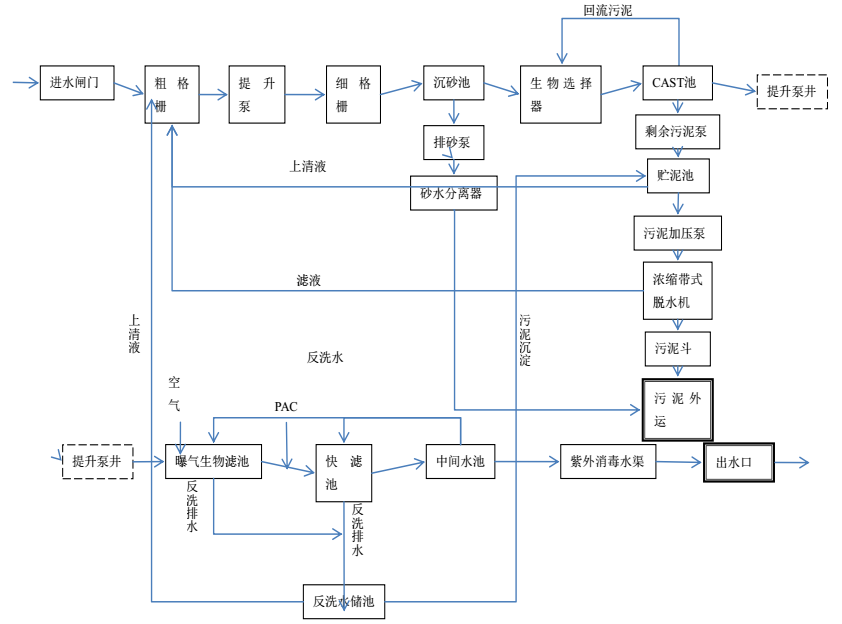 回流污泥
进水闸门
粗格
栅
提升
泵
细格
栅
沉砂池
生物选择
器
CAST池
提升泵井
排砂泵
剩余污泥泵
上清液
砂水分离器
贮泥池
污泥加压泵
滤液
浓缩带式
脱水机
上清液
污泥沉淀
反洗水
污泥斗
空
气
PAC
污泥外
运
提升泵井
曝气生物滤池
快滤
池
中间水池
紫外消毒水渠
出水口
反洗排水
反洗排水
反洗水储池